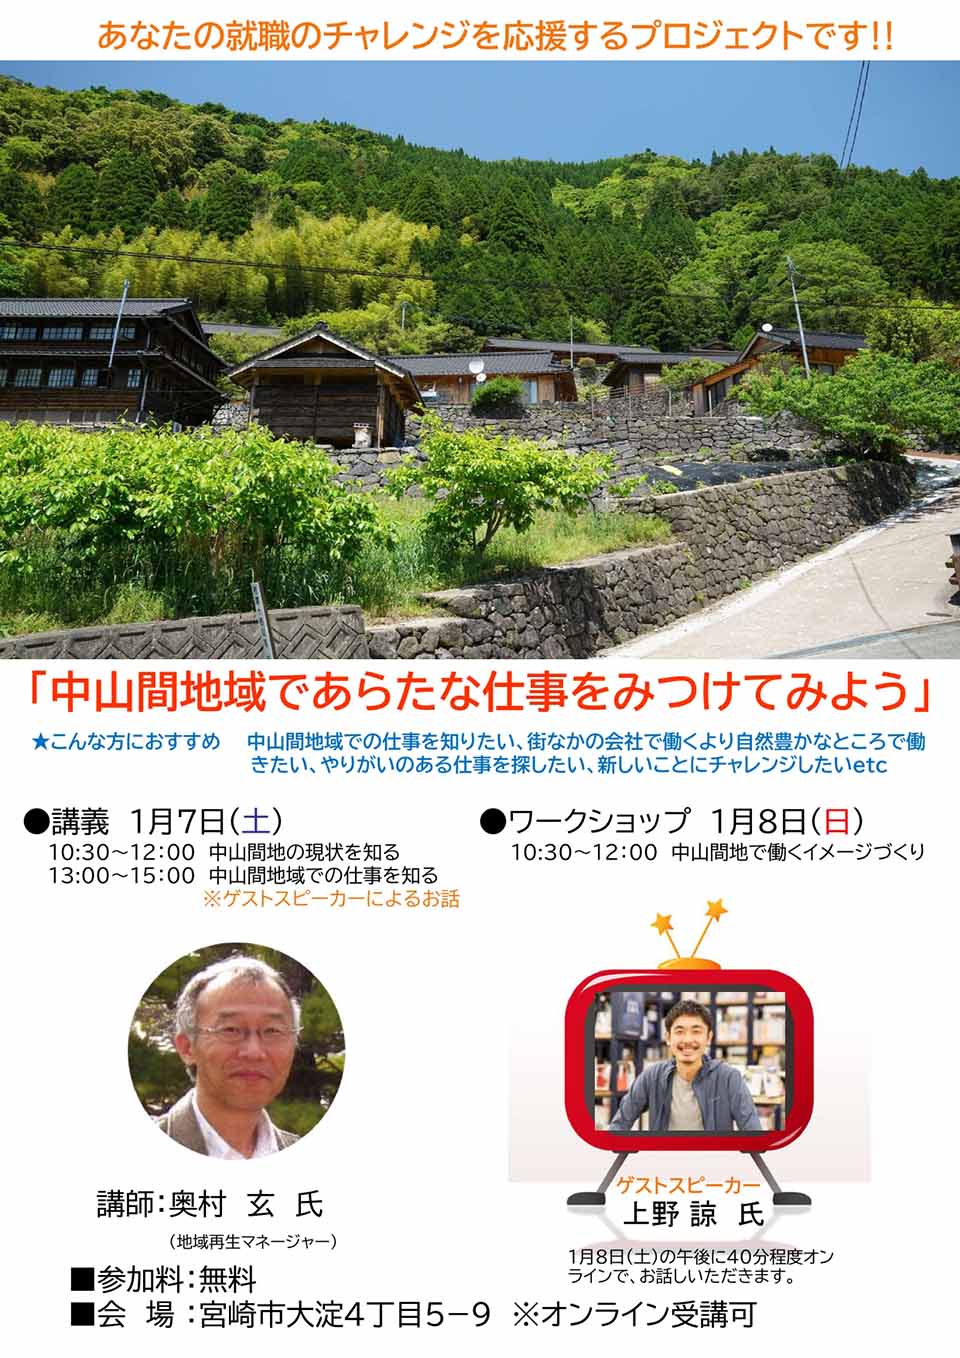 あなたの就職のチャレンジを応援するプロジェクトです!!
「中山間地域であらたな仕事をみつけてみよう」
★こんな方におすすめ　中山間地域での仕事を知りたい、街なかの会社で働くより自然豊かなところで働
きたい、やりがいのある仕事を探したい、新しいことにチャレンジしたいetc
●講義　1月7日(土)
10:30～12:00　中山間地の現状を知る
13:00～15:00　中山間地域での仕事を知る
※ゲストスピーカーによるお話
●ワークショップ　1月8日(日)
10:30～12:00　中山間地で働くイメージづくり
講師：奥村　玄　氏
（地域再生マネージャー）
ゲストスピーカー
上野 諒　氏
1月8日(土)の午後に40分程度オン
ラインで、お話しいただきます。
■参加料：無料
■会　場：宮崎市大淀4丁目5－9　※オンライン受講可